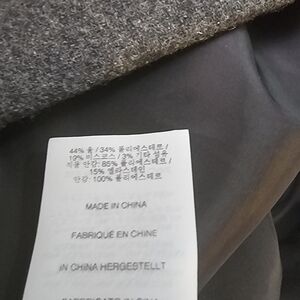 44% 울 / 34% 폴리에스테르 /
19% 비스코스 / 3% 기타 섬유
직물 안감: 85% 폴리에스테르 /
15% 엘라스테인
안감: 100% 폴리에스테르
MADE IN CHINA
FABRIQUÉ EN CHINE
IN CHINA HERGESTELLT